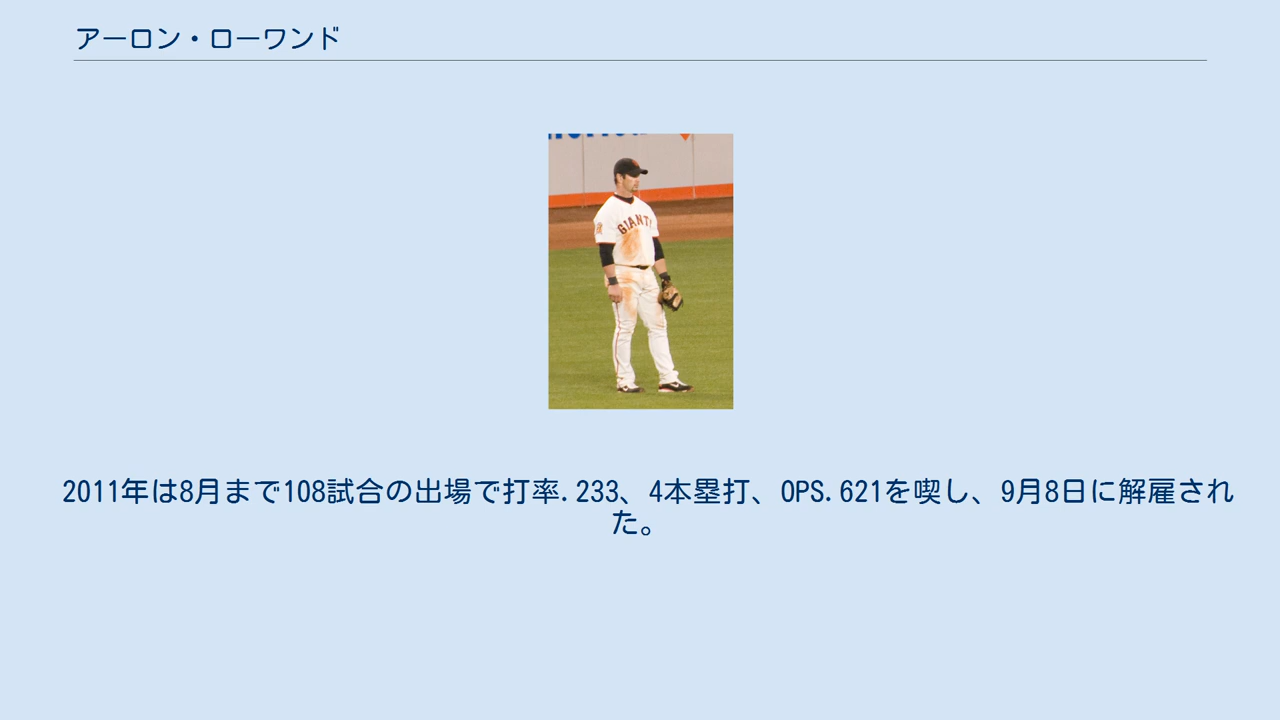 アーロン・ローワンド
GIANT
2011年は8月まで108試合の出場で打率.233、4本塁打、OPS.621を喫し、9月8日に解雇され
た。